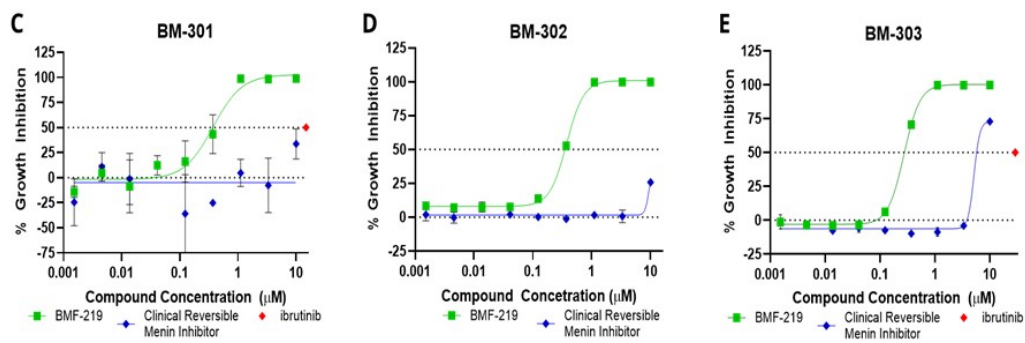 C
BM-301
% Growth Inhibition
125
100
75
50
25
0
-25
-50
-75
0.001 0.01 0.1 1 10
Compound Concentration (μM)
BMF-219
Clinical Reversible
Menin Inhibitor
ibrutinib
D
BM-302
% Growth Inhibition
125
100
75
50
25
0
-25
0.001 0.01 0.1 1 10
Compound Concetration (μM)
BMF-219
Clinical Reversible
Menin Inhibitor
E
BM-303
% Growth Inhibition
125
100
75
50
25
0
-25
0.001 0.01 0.1 1 10
Compound Concentration (μM)
BMF-219
Clinical Reversible
Menin Inhibitor
ibrutinib